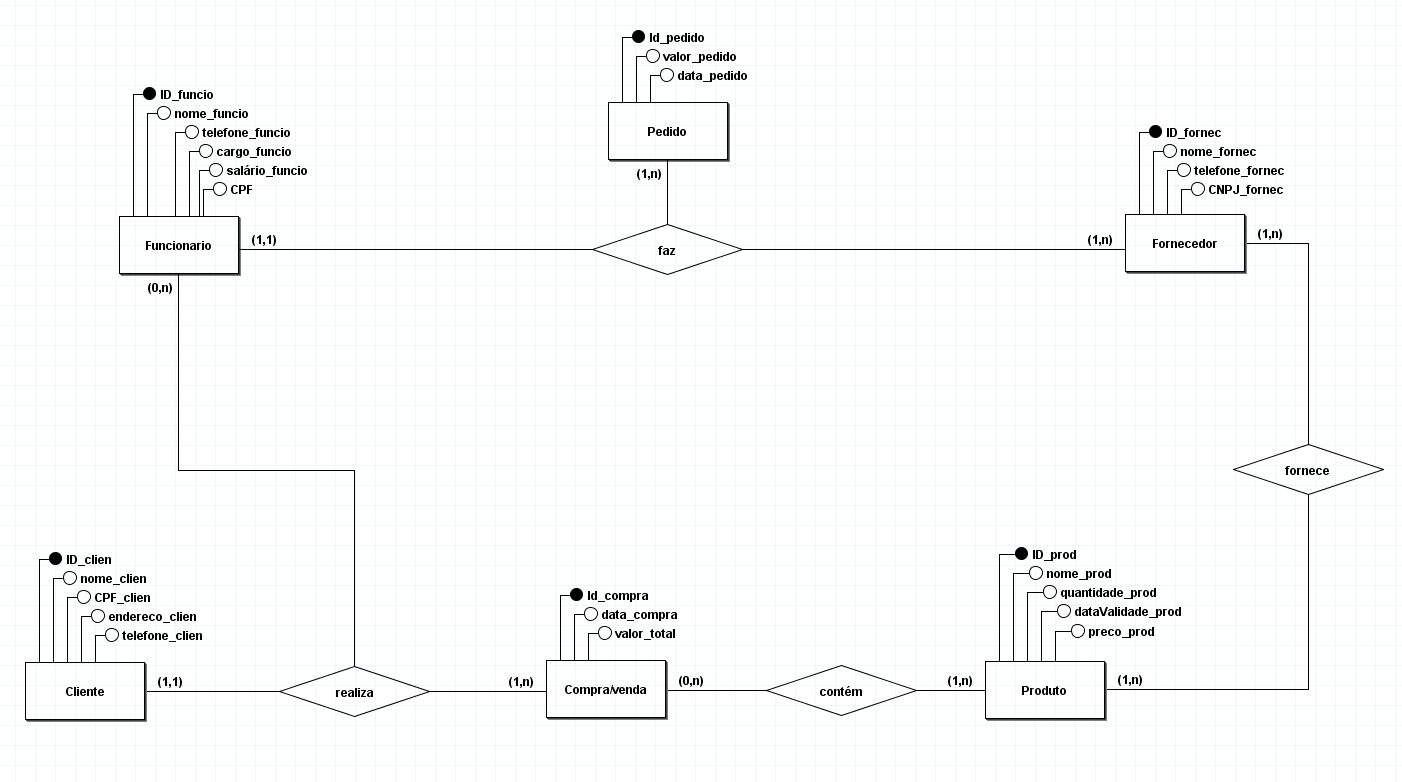 Id_pedido
valor_pedido
data_pedido
Pedido
(1,n)
ID_funcio
nome_funcio
telefone_funcio
cargo_funcio
salário_funcio
CPF
Funcionario
(1,1)
(0,n)
faz
ID_fornec
nome_fornec
telefone_fornec
CNPJ_fornec
(1,n)
Fornecedor
(1,n)
fornece
ID_clien
nome_clien
CPF_clien
endereco_clien
telefone_clien
Cliente
(1,1)
realiza
Id_compra
data_compra
valor_total
(1,n)
Compra/venda
(0,n)
contém
ID_prod
nome_prod
quantidade_prod
dataValidade_prod
preco_prod
(1,n)
Produto
(1,n)